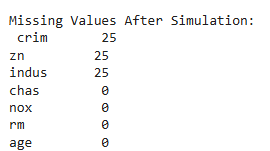 Missing Values After Simulation:
crim 25
zn 25
indus 25
chas 0
nox 0
rm 0
age 0